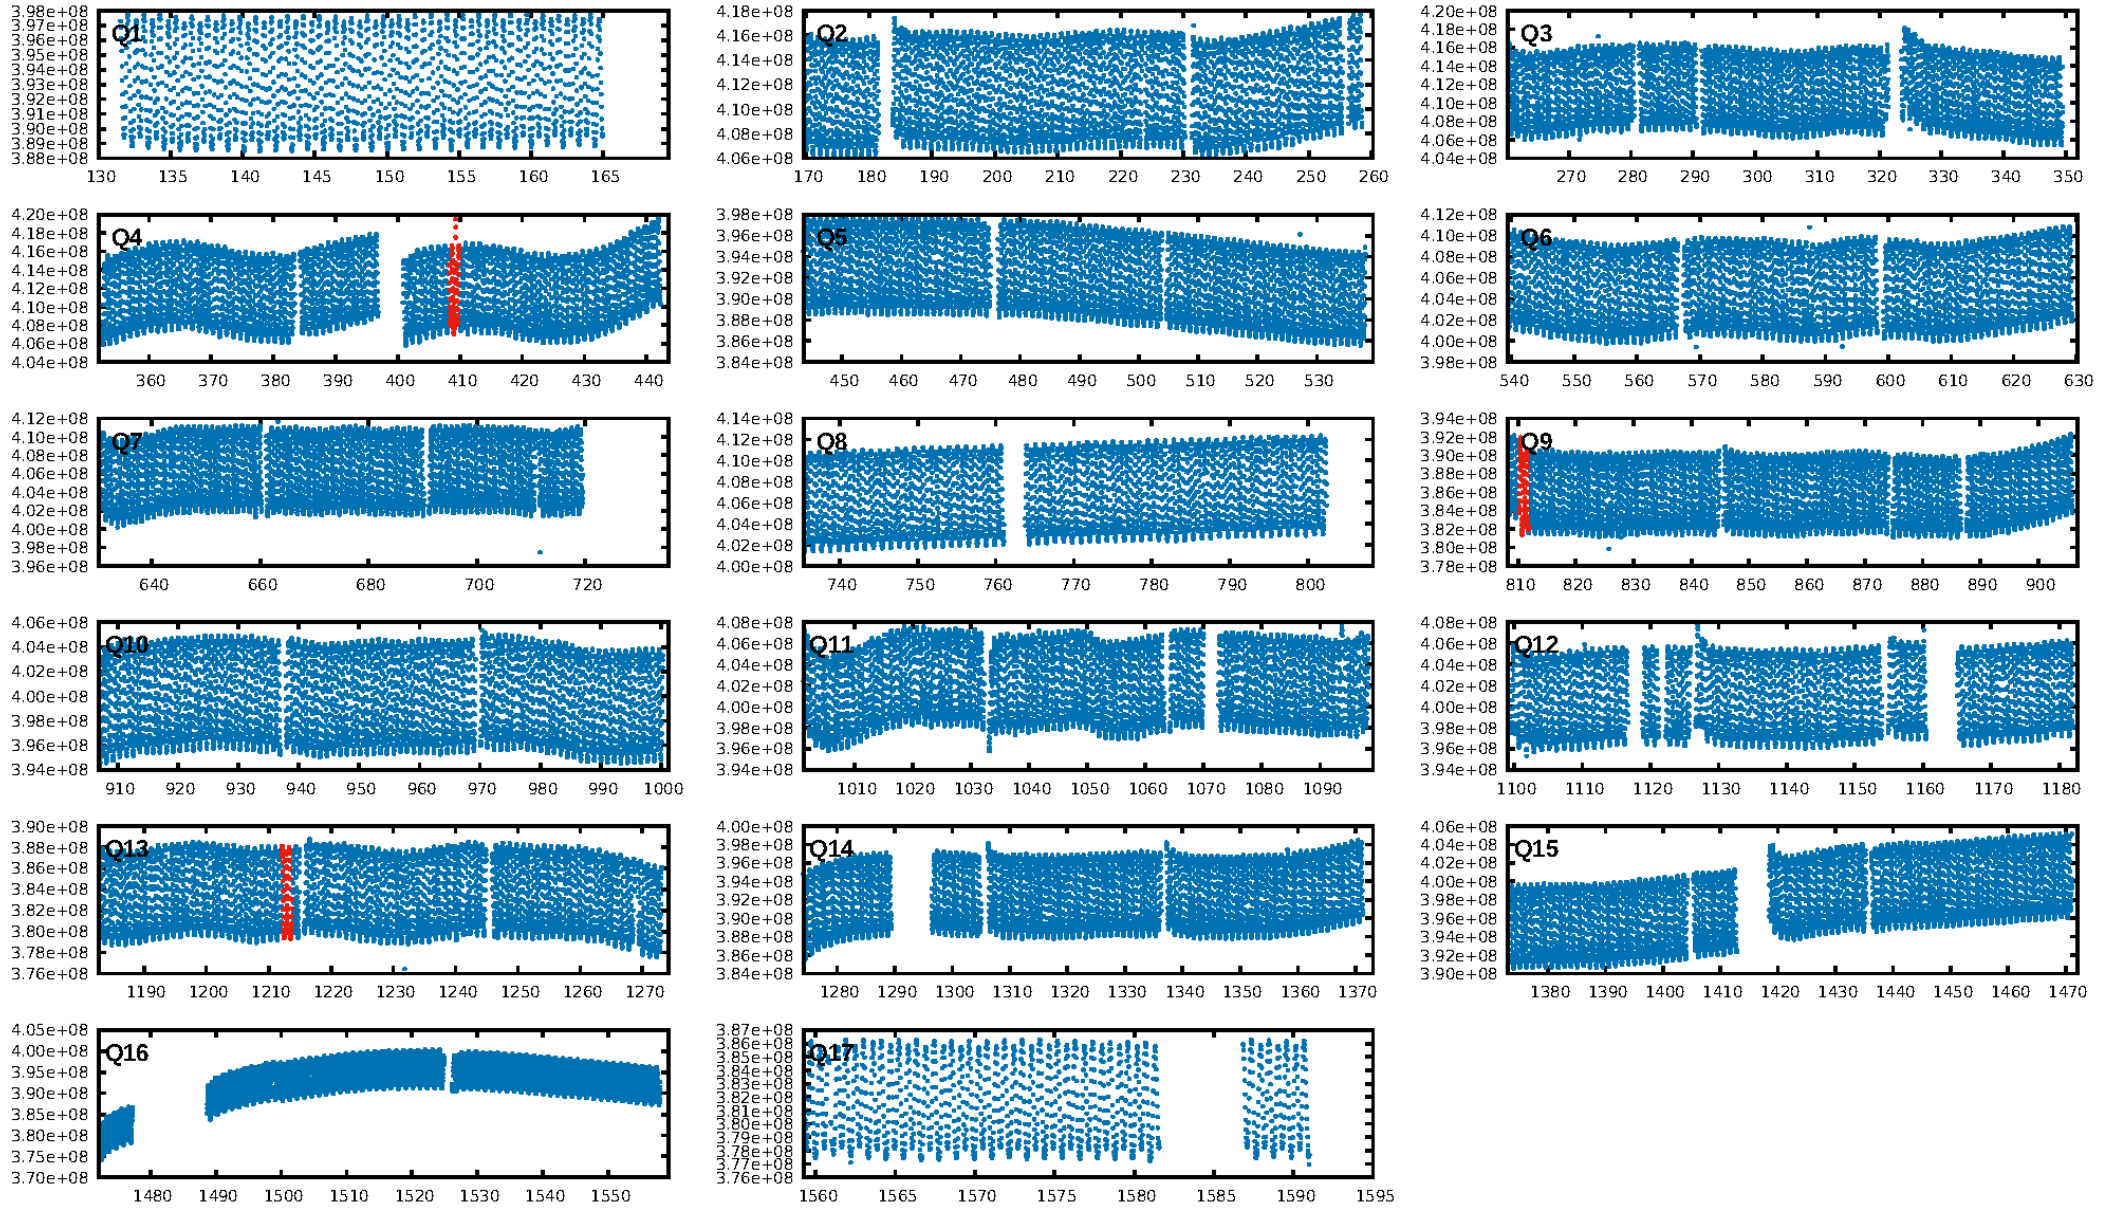 3.98e+08
3.97e+08
3.96e+08
3.95e+08
3.94e+08
3.93e+08
3.92e+08
3.91e+08
3.90e+08
3.89e+08
3.88e+08
Q1
130 135 140 145 150 155 160 165
4.18e+08
4.16e+08
4.14e+08
4.12e+08
4.10e+08
4.08e+08
4.06e+08
Q2
170 180 190 200 210 220 230 240 250 260
4.20e+08
4.18e+08
4.16e+08
4.14e+08
4.12e+08
4.10e+08
4.08e+08
4.06e+08
4.04e+08
Q3
270 280 290 300 310 320 330 340 350
4.20e+08
4.18e+08
4.16e+08
4.14e+08
4.12e+08
4.10e+08
4.08e+08
4.06e+08
4.04e+08
Q4
360 370 380 390 400 410 420 430 440
3.98e+08
3.96e+08
3.94e+08
3.92e+08
3.90e+08
3.88e+08
3.86e+08
3.84e+08
Q5
450 460 470 480 490 500 510 520 530
4.12e+08
4.10e+08
4.08e+08
4.06e+08
4.04e+08
4.02e+08
4.00e+08
3.98e+08
Q6
540 550 560 570 580 590 600 610 620 630
4.12e+08
4.10e+08
4.08e+08
4.06e+08
4.04e+08
4.02e+08
4.00e+08
3.98e+08
3.96e+08
Q7
640 660 680 700 720
4.14e+08
4.12e+08
4.10e+08
4.08e+08
4.06e+08
4.04e+08
4.02e+08
4.00e+08
Q8
740 750 760 770 780 790 800
3.94e+08
3.92e+08
3.90e+08
3.88e+08
3.86e+08
3.84e+08
3.82e+08
3.80e+08
3.78e+08
Q9
810 820 830 840 850 860 870 880 890 900
4.06e+08
4.04e+08
4.02e+08
4.00e+08
3.98e+08
3.96e+08
3.94e+08
Q10
910 920 930 940 950 960 970 980 990 1000
4.08e+08
4.06e+08
4.04e+08
4.02e+08
4.00e+08
3.98e+08
3.96e+08
3.94e+08
Q11
1010 1020 1030 1040 1050 1060 1070 1080 1090
4.08e+08
4.06e+08
4.04e+08
4.02e+08
4.00e+08
3.98e+08
3.96e+08
3.94e+08
Q12
1100 1110 1120 1130 1140 1150 1160 1170 1180
3.90e+08
3.88e+08
3.86e+08
3.84e+08
3.82e+08
3.80e+08
3.78e+08
3.76e+08
Q13
1190 1200 1210 1220 1230 1240 1250 1260 1270
4.00e+08
3.98e+08
3.96e+08
3.94e+08
3.92e+08
3.90e+08
3.88e+08
3.86e+08
3.84e+08
Q14
1280 1290 1300 1310 1320 1330 1340 1350 1360 1370
4.06e+08
4.04e+08
4.02e+08
4.00e+08
3.98e+08
3.96e+08
3.94e+08
3.92e+08
3.90e+08
Q15
1380 1390 1400 1410 1420 1430 1440 1450 1460 1470
4.05e+08
4.00e+08
3.95e+08
3.90e+08
3.85e+08
3.80e+08
3.75e+08
3.70e+08
Q16
1480 1490 1500 1510 1520 1530 1540 1550
3.87e+08
3.86e+08
3.85e+08
3.84e+08
3.83e+08
3.82e+08
3.81e+08
3.80e+08
3.79e+08
3.78e+08
3.77e+08
3.76e+08
Q17
1560 1565 1570 1575 1580 1585 1590 1595